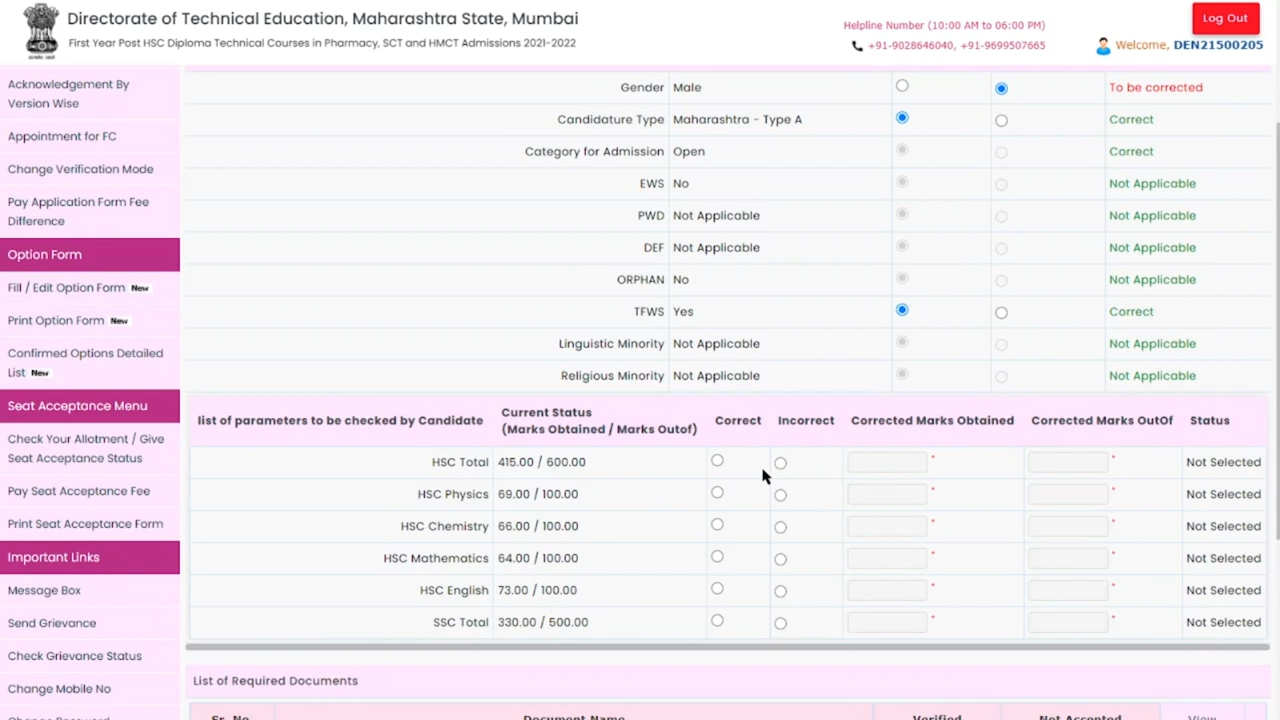 Directorate of Technical Education, Maharashtra State, Mumbai
First Year Post HSC Diploma Technical Courses in Pharmacy, SCT and HMCT Admissions 2021-2022
Helpline Number (10:00 AM to 06:00 PM)
+91-9028646040, +91-9699507665
Log Out
Welcome, DEN21500205
Acknowledgement By
Version Wise
Appointment for FC
Change Verification Mode
Pay Application Form Fee
Difference
Option Form
Fill / Edit Option Form New
Print Option Form New
Confirmed Options Detailed
List New
Seat Acceptance Menu
Check Your Allotment / Give
Seat Acceptance Status
Pay Seat Acceptance Fee
Print Seat Acceptance Form
Important Links
Message Box
Send Grievance
Check Grievance Status
Change Mobile No
Gender Male To be corrected
Candidature Type Maharashtra - Type A Correct
Category for Admission Open Correct
EWS No Not Applicable
PWD Not Applicable Not Applicable
DEF Not Applicable Not Applicable
ORPHAN No Not Applicable
TFWS Yes Correct
Linguistic Minority Not Applicable Not Applicable
Religious Minority Not Applicable Not Applicable
list of parameters to be checked by Candidate Current Status (Marks Obtained / Marks Outof) Correct Incorrect Corrected Marks Obtained Corrected Marks OutOf Status
HSC Total 415.00 / 600.00 * * Not Selected
HSC Physics 69.00 / 100.00 * * Not Selected
HSC Chemistry 66.00 / 100.00 * * Not Selected
HSC Mathematics 64.00 / 100.00 * * Not Selected
HSC English 73.00 / 100.00 * * Not Selected
SSC Total 330.00 / 500.00 * * Not Selected
List of Required Documents
Sr. No Document Name Verified Not Accepted View